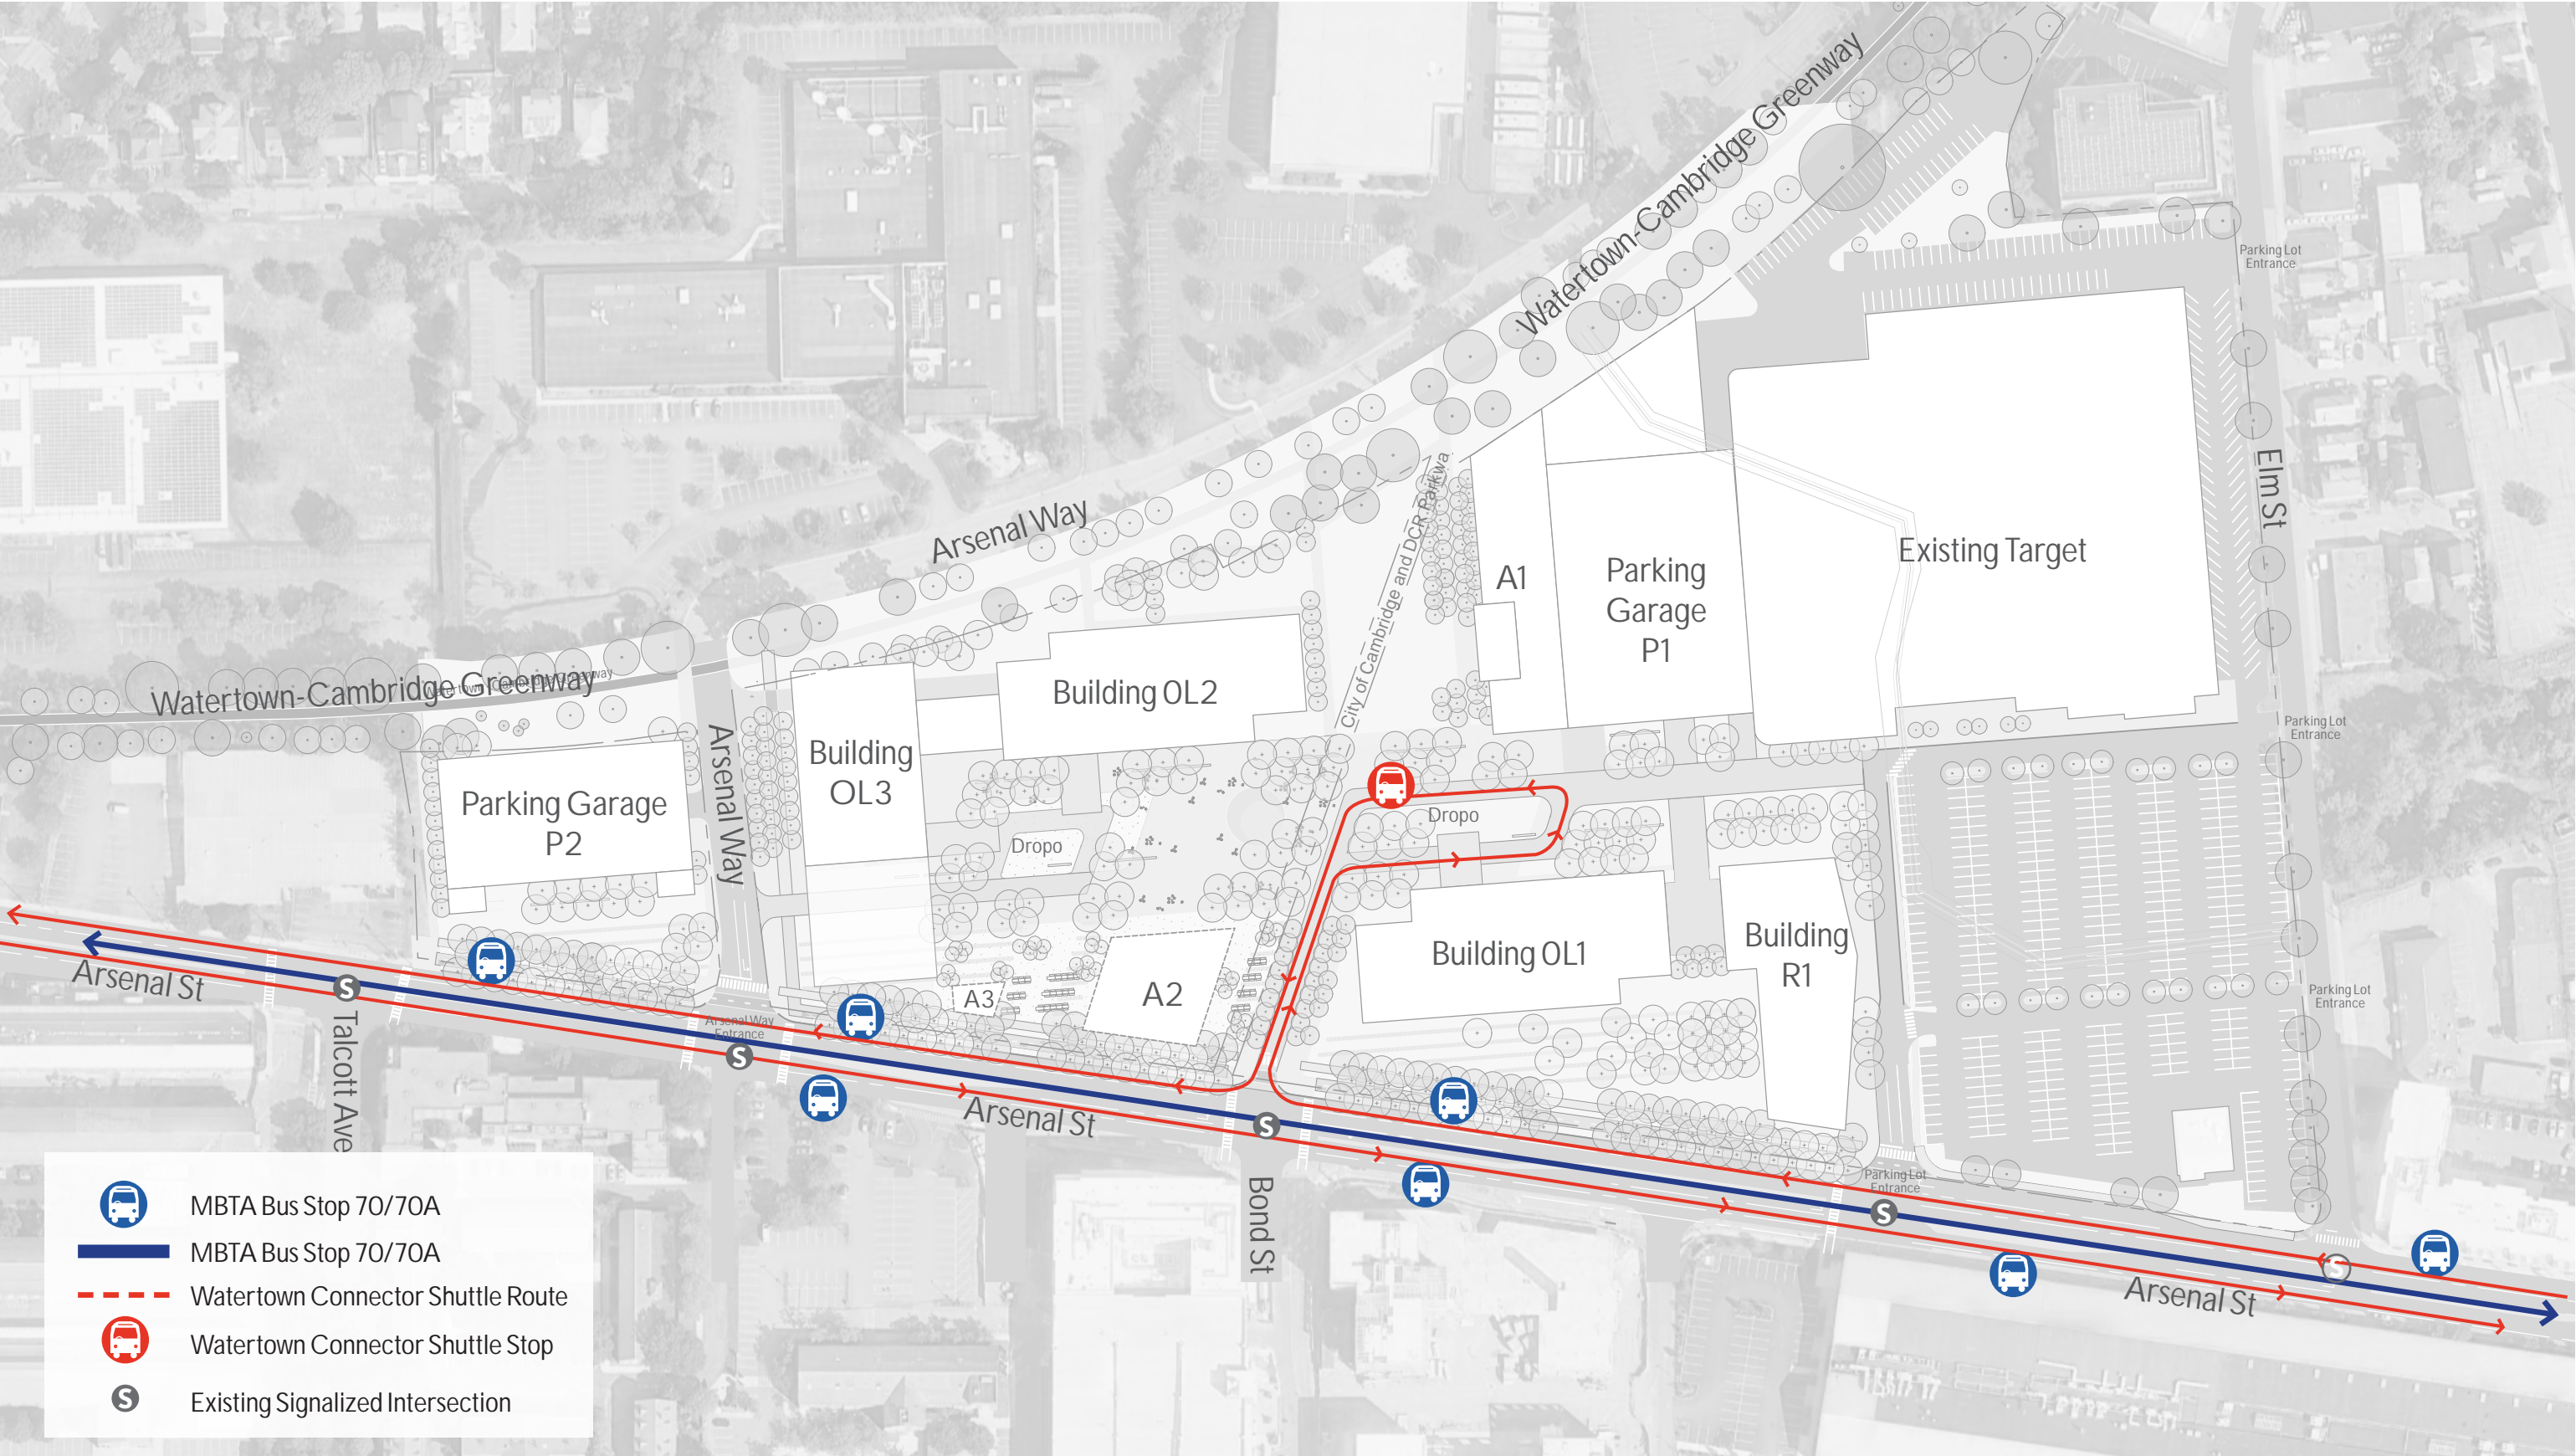 Watertown-Cambridge Greenway
Parking Lot
Entrance
Elm St
Arsenal Way
City of Cambridge and DCR Parkwa
A1
Parking
Garage
P1
Existing Target
Watertown-Cambridge Greenway
Watertown-Cambridge Greenway
Building OL2
Arsenal Way
Building
OL3
Parking Garage
P2
Parking Lot
Entrance
Dropo
Dropo
Building OL1
Building
R1
A2
A3
Parking Lot
Entrance
Arsenal St
S
Talcott Ave
Arsenal Way
Entrance
S
Arsenal St
S
Bond St
Parking Lot
Entrance
S
S
Arsenal St
MBTA Bus Stop 70/70A
MBTA Bus Stop 70/70A
Watertown Connector Shuttle Route
Watertown Connector Shuttle Stop
S
Existing Signalized Intersection